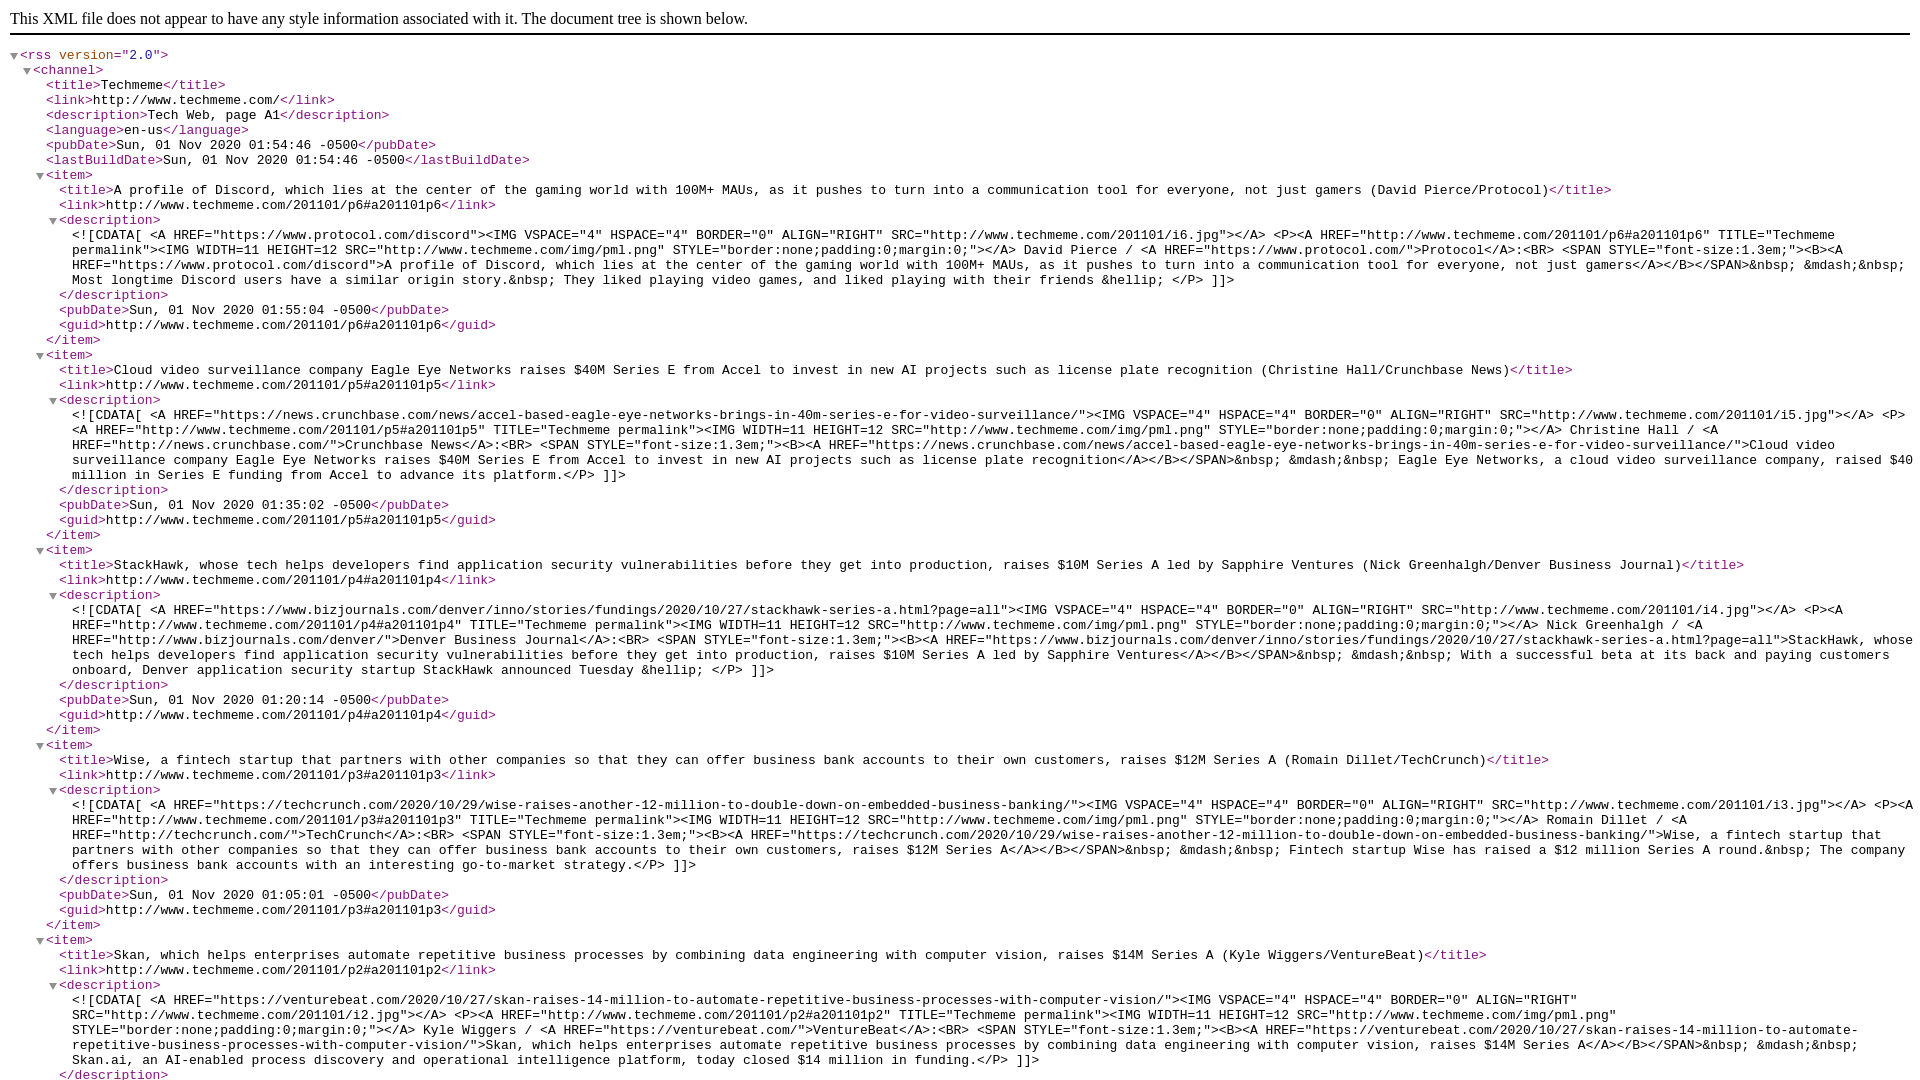 This XML file does not appear to have any style information associated with it. The document tree is shown below.
<rss version="2.0">
<channel>
<title>Techmeme</title>
<link>http://www.techmeme.com/</link>
<description>Tech Web, page A1</description>
<language>en-us</language>
<pubDate>Sun, 01 Nov 2020 01:54:46 -0500</pubDate>
<lastBuildDate>Sun, 01 Nov 2020 01:54:46 -0500</lastBuildDate>
<item>
<title>A profile of Discord, which lies at the center of the gaming world with 100M+ MAUs, as it pushes to turn into a communication tool for everyone, not just gamers (David Pierce/Protocol)</title>
<link>http://www.techmeme.com/201101/p6#a201101p6</link>
<description>
<![CDATA[ <A HREF="https://www.protocol.com/discord"><IMG VSPACE="4" HSPACE="4" BORDER="0" ALIGN="RIGHT" SRC="http://www.techmeme.com/201101/i6.jpg"></A> <P><A HREF="http://www.techmeme.com/201101/p6#a201101p6" TITLE="Techmeme
permalink"><IMG WIDTH=11 HEIGHT=12 SRC="http://www.techmeme.com/img/pml.png" STYLE="border:none;padding:0;margin:0;"></A> David Pierce / <A HREF="https://www.protocol.com/">Protocol</A>:<BR> <SPAN STYLE="font-size:1.3em;"><B><A
HREF="https://www.protocol.com/discord">A profile of Discord, which lies at the center of the gaming world with 100M+ MAUs, as it pushes to turn into a communication tool for everyone, not just gamers</A></B></SPAN>&nbsp; &mdash;&nbsp;
Most longtime Discord users have a similar origin story.&nbsp; They liked playing video games, and liked playing with their friends &hellip; </P> ]]>
</description>
<pubDate>Sun, 01 Nov 2020 01:55:04 -0500</pubDate>
<guid>http://www.techmeme.com/201101/p6#a201101p6</guid>
</item>
<item>
<title>Cloud video surveillance company Eagle Eye Networks raises $40M Series E from Accel to invest in new AI projects such as license plate recognition (Christine Hall/Crunchbase News)</title>
<link>http://www.techmeme.com/201101/p5#a201101p5</link>
<description>
<![CDATA[ <A HREF="https://news.crunchbase.com/news/accel-based-eagle-eye-networks-brings-in-40m-series-e-for-video-surveillance/"><IMG VSPACE="4" HSPACE="4" BORDER="0" ALIGN="RIGHT" SRC="http://www.techmeme.com/201101/i5.jpg"></A> <P>
<A HREF="http://www.techmeme.com/201101/p5#a201101p5" TITLE="Techmeme permalink"><IMG WIDTH=11 HEIGHT=12 SRC="http://www.techmeme.com/img/pml.png" STYLE="border:none;padding:0;margin:0;"></A> Christine Hall / <A
HREF="http://news.crunchbase.com/">Crunchbase News</A>:<BR> <SPAN STYLE="font-size:1.3em;"><B><A HREF="https://news.crunchbase.com/news/accel-based-eagle-eye-networks-brings-in-40m-series-e-for-video-surveillance/">Cloud video
surveillance company Eagle Eye Networks raises $40M Series E from Accel to invest in new AI projects such as license plate recognition</A></B></SPAN>&nbsp; &mdash;&nbsp; Eagle Eye Networks, a cloud video surveillance company, raised $40
million in Series E funding from Accel to advance its platform.</P> ]]>
</description>
<pubDate>Sun, 01 Nov 2020 01:35:02 -0500</pubDate>
<guid>http://www.techmeme.com/201101/p5#a201101p5</guid>
</item>
<item>
<title>StackHawk, whose tech helps developers find application security vulnerabilities before they get into production, raises $10M Series A led by Sapphire Ventures (Nick Greenhalgh/Denver Business Journal)</title>
<link>http://www.techmeme.com/201101/p4#a201101p4</link>
<description>
<![CDATA[ <A HREF="https://www.bizjournals.com/denver/inno/stories/fundings/2020/10/27/stackhawk-series-a.html?page=all"><IMG VSPACE="4" HSPACE="4" BORDER="0" ALIGN="RIGHT" SRC="http://www.techmeme.com/201101/i4.jpg"></A> <P><A
HREF="http://www.techmeme.com/201101/p4#a201101p4" TITLE="Techmeme permalink"><IMG WIDTH=11 HEIGHT=12 SRC="http://www.techmeme.com/img/pml.png" STYLE="border:none;padding:0;margin:0;"></A> Nick Greenhalgh / <A
HREF="http://www.bizjournals.com/denver/">Denver Business Journal</A>:<BR> <SPAN STYLE="font-size:1.3em;"><B><A HREF="https://www.bizjournals.com/denver/inno/stories/fundings/2020/10/27/stackhawk-series-a.html?page=all">StackHawk, whose
tech helps developers find application security vulnerabilities before they get into production, raises $10M Series A led by Sapphire Ventures</A></B></SPAN>&nbsp; &mdash;&nbsp; With a successful beta at its back and paying customers
onboard, Denver application security startup StackHawk announced Tuesday &hellip; </P> ]]>
</description>
<pubDate>Sun, 01 Nov 2020 01:20:14 -0500</pubDate>
<guid>http://www.techmeme.com/201101/p4#a201101p4</guid>
</item>
<item>
<title>Wise, a fintech startup that partners with other companies so that they can offer business bank accounts to their own customers, raises $12M Series A (Romain Dillet/TechCrunch)</title>
<link>http://www.techmeme.com/201101/p3#a201101p3</link>
<description>
<![CDATA[ <A HREF="https://techcrunch.com/2020/10/29/wise-raises-another-12-million-to-double-down-on-embedded-business-banking/"><IMG VSPACE="4" HSPACE="4" BORDER="0" ALIGN="RIGHT" SRC="http://www.techmeme.com/201101/i3.jpg"></A> <P><A
HREF="http://www.techmeme.com/201101/p3#a201101p3" TITLE="Techmeme permalink"><IMG WIDTH=11 HEIGHT=12 SRC="http://www.techmeme.com/img/pml.png" STYLE="border:none;padding:0;margin:0;"></A> Romain Dillet / <A
HREF="http://techcrunch.com/">TechCrunch</A>:<BR> <SPAN STYLE="font-size:1.3em;"><B><A HREF="https://techcrunch.com/2020/10/29/wise-raises-another-12-million-to-double-down-on-embedded-business-banking/">Wise, a fintech startup that
partners with other companies so that they can offer business bank accounts to their own customers, raises $12M Series A</A></B></SPAN>&nbsp; &mdash;&nbsp; Fintech startup Wise has raised a $12 million Series A round.&nbsp; The company
offers business bank accounts with an interesting go-to-market strategy.</P> ]]>
</description>
<pubDate>Sun, 01 Nov 2020 01:05:01 -0500</pubDate>
<guid>http://www.techmeme.com/201101/p3#a201101p3</guid>
</item>
<item>
<title>Skan, which helps enterprises automate repetitive business processes by combining data engineering with computer vision, raises $14M Series A (Kyle Wiggers/VentureBeat)</title>
<link>http://www.techmeme.com/201101/p2#a201101p2</link>
<description>
<![CDATA[ <A HREF="https://venturebeat.com/2020/10/27/skan-raises-14-million-to-automate-repetitive-business-processes-with-computer-vision/"><IMG VSPACE="4" HSPACE="4" BORDER="0" ALIGN="RIGHT"
SRC="http://www.techmeme.com/201101/i2.jpg"></A> <P><A HREF="http://www.techmeme.com/201101/p2#a201101p2" TITLE="Techmeme permalink"><IMG WIDTH=11 HEIGHT=12 SRC="http://www.techmeme.com/img/pml.png"
STYLE="border:none;padding:0;margin:0;"></A> Kyle Wiggers / <A HREF="https://venturebeat.com/">VentureBeat</A>:<BR> <SPAN STYLE="font-size:1.3em;"><B><A HREF="https://venturebeat.com/2020/10/27/skan-raises-14-million-to-automate-
repetitive-business-processes-with-computer-vision/">Skan, which helps enterprises automate repetitive business processes by combining data engineering with computer vision, raises $14M Series A</A></B></SPAN>&nbsp; &mdash;&nbsp;
Skan.ai, an AI-enabled process discovery and operational intelligence platform, today closed $14 million in funding.</P> ]]>
</description>